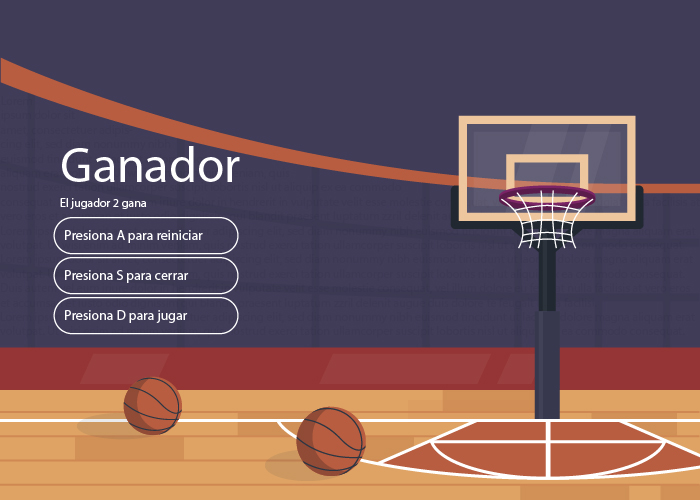 Ganador
El jugador 2 gana
Presiona A para reiniciar
Presiona S para cerrar
Presiona D para jugar